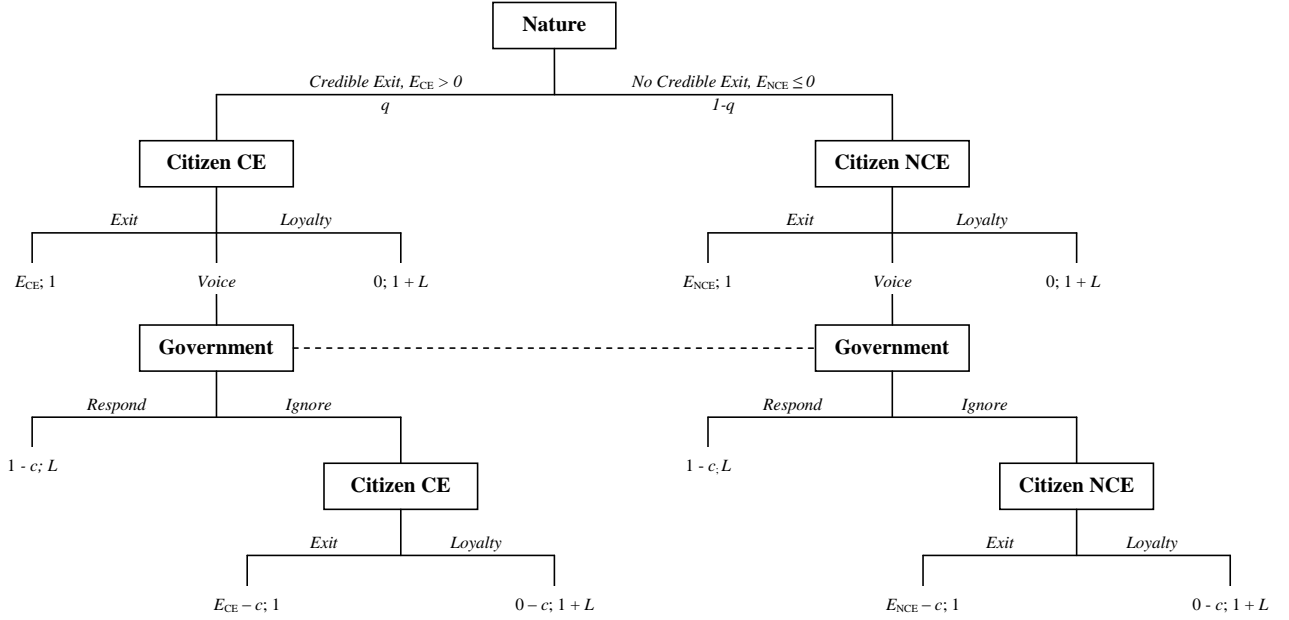 Nature
Credible Exit, E_CE > 0 No Credible Exit, E_NCE ≤ 0
q 1-q
Citizen CE Citizen NCE
Exit Loyalty Exit Loyalty
E_CE; 1 Voice 0; 1 + L E_NCE; 1 Voice 0; 1 + L
Government Government
Respond Ignore Respond Ignore
1 - c; L 1 - c; L
Citizen CE Citizen NCE
Exit Loyalty Exit Loyalty
E_CE – c; 1 0 – c; 1 + L E_NCE – c; 1 0 - c; 1 + L